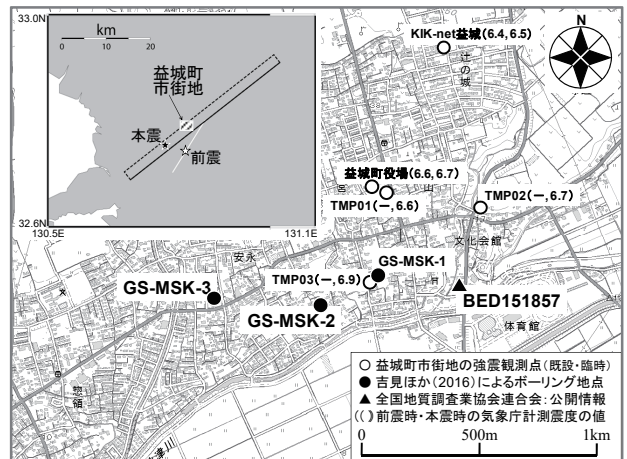 33.0N
32.6N
130.5E
131.1E
km
0 10 20
益城町
市街地
本震
前震
N
KIK-net益城(6.4, 6.5)
辻の城
益城町役場(6.6, 6.7)
TMP01(－, 6.6)
TMP02(－, 6.7)
文化会館
安永
TMP03(－, 6.9)
GS-MSK-1
GS-MSK-3
GS-MSK-2
BED151857
体育館
惣領
○ 益城町市街地の強震観測点(既設・臨時)
● 吉見ほか(2016)によるボーリング地点
▲ 全国地質調査業協会連合会：公開情報
( ) 前震時・本震時の気象庁計測震度の値
0 500m 1km